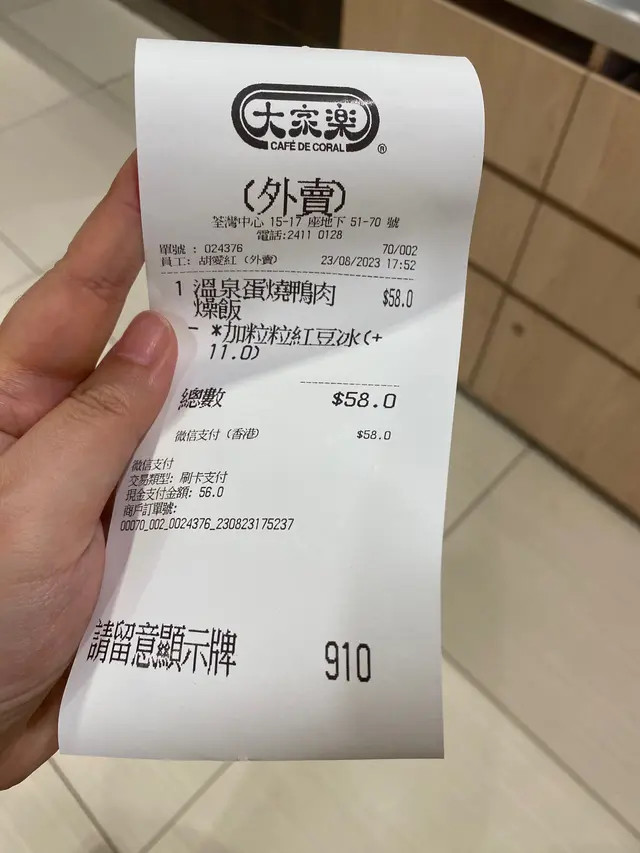 大家樂
CAFÉ DE CORAL ®
(外賣)
荃灣中心 15-17 座地下 51-70 號
電話:2411 0128
單號 : 024376 70/002
員工: 胡愛紅 (外賣) 23/08/2023 17:52
1 溫泉蛋燒鴨肉 $58.0
燥飯
- *加粒粒紅豆冰(+
11.0)
總數 $58.0
微信支付 (香港) $58.0
微信支付
交易類型: 刷卡支付
現金支付金額: 56.0
商戶訂單號:
00070_002_0024376_230823175237
請留意顯示牌 910